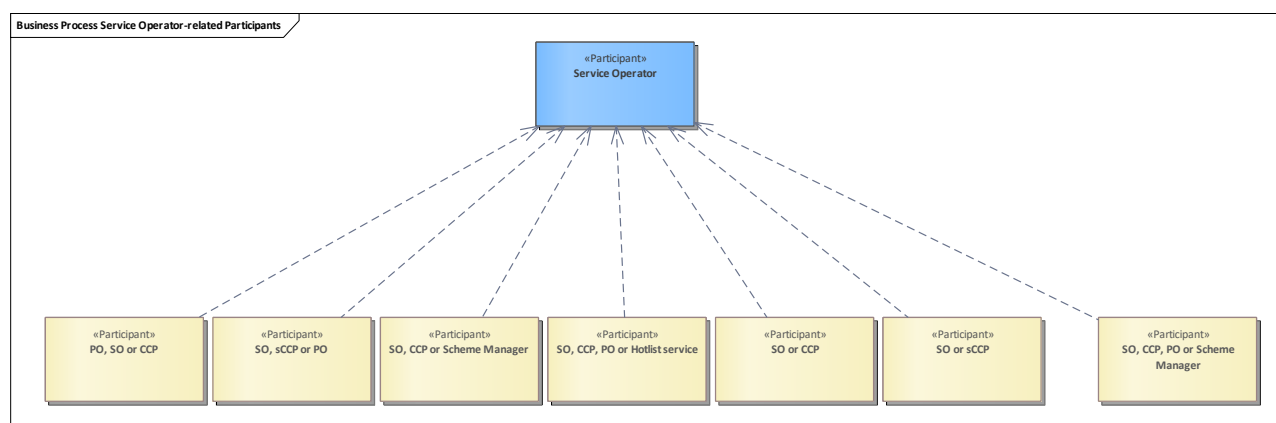 Business Process Service Operator-related Participants
«Participant»
Service Operator
«Participant»
PO, SO or CCP
«Participant»
SO, sCCP or PO
«Participant»
SO, CCP or Scheme Manager
«Participant»
SO, CCP, PO or Hotlist service
«Participant»
SO or CCP
«Participant»
SO or sCCP
«Participant»
SO, CCP, PO or Scheme
Manager